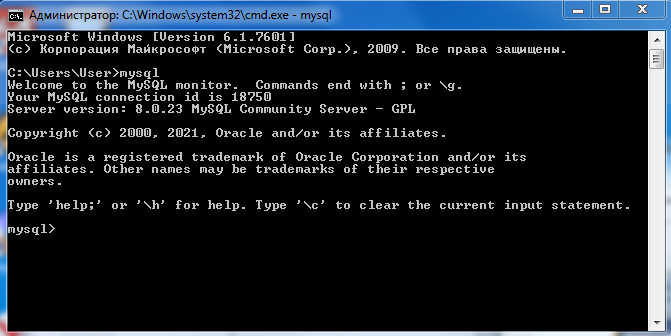 Администратор: C:\Windows\system32\cmd.exe - mysql
Microsoft Windows [Version 6.1.7601]
(c) Корпорация Майкрософт (Microsoft Corp.), 2009. Все права защищены.
C:\Users\User>mysql
Welcome to the MySQL monitor.  Commands end with ; or \g.
Your MySQL connection id is 18750
Server version: 8.0.23 MySQL Community Server - GPL
Copyright (c) 2000, 2021, Oracle and/or its affiliates.
Oracle is a registered trademark of Oracle Corporation and/or its
affiliates. Other names may be trademarks of their respective
owners.
Type 'help;' or '\h' for help. Type '\c' to clear the current input statement.
mysql>